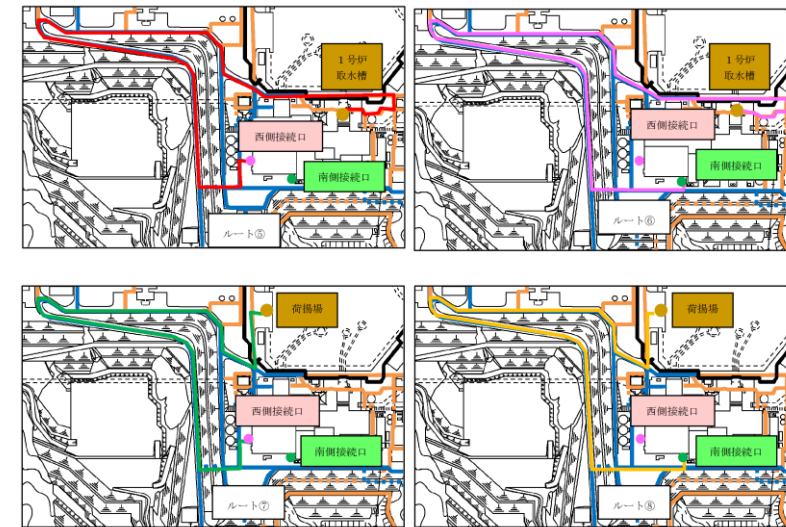 1号炉
取水槽
西側接続口
南側接続口
ルート⑤
1号炉
取水槽
西側接続口
南側接続口
ルート⑥
荷揚場
西側接続口
南側接続口
ルート⑦
荷揚場
西側接続口
南側接続口
ルート⑧